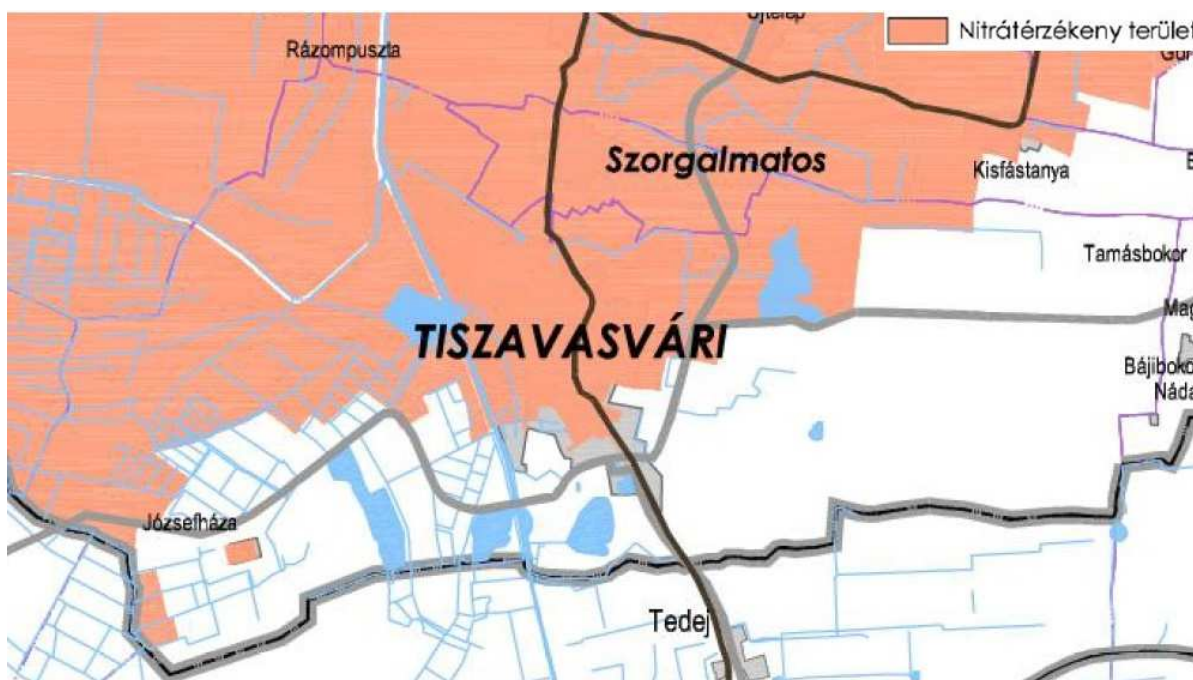 Nitrátérzékeny terület
Rázompuszta
Szorgalmatos
Kisfástanya
Tamásbokor
TISZAVASVÁRI
Józsefháza
Tedej